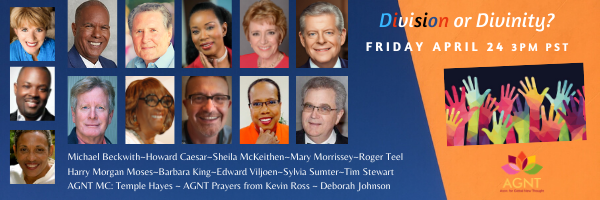 Division or Divinity?
FRIDAY APRIL 24 3PM PST
Michael Beckwith~Howard Caesar~Sheila McKeithen~Mary Morrissey~Roger Teel
Harry Morgan Moses~Barbara King~Edward Viljoen~Sylvia Sumter~Tim Stewart
AGNT MC: Temple Hayes ~ AGNT Prayers from Kevin Ross ~ Deborah Johnson
AGNT